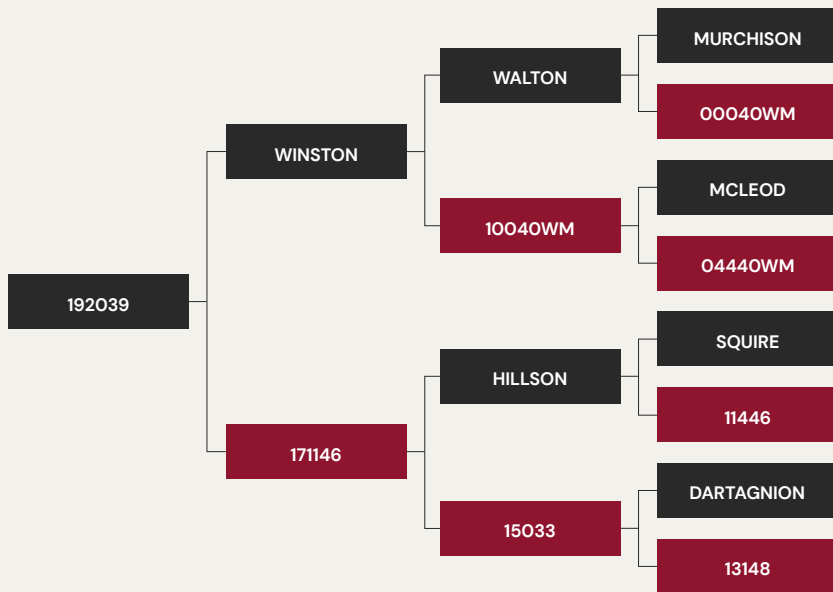 MURCHISON
WALTON
00040WM
WINSTON
MCLEOD
10040WM
04440WM
192039
SQUIRE
HILLSON
11446
171146
DARTAGNION
15033
13148